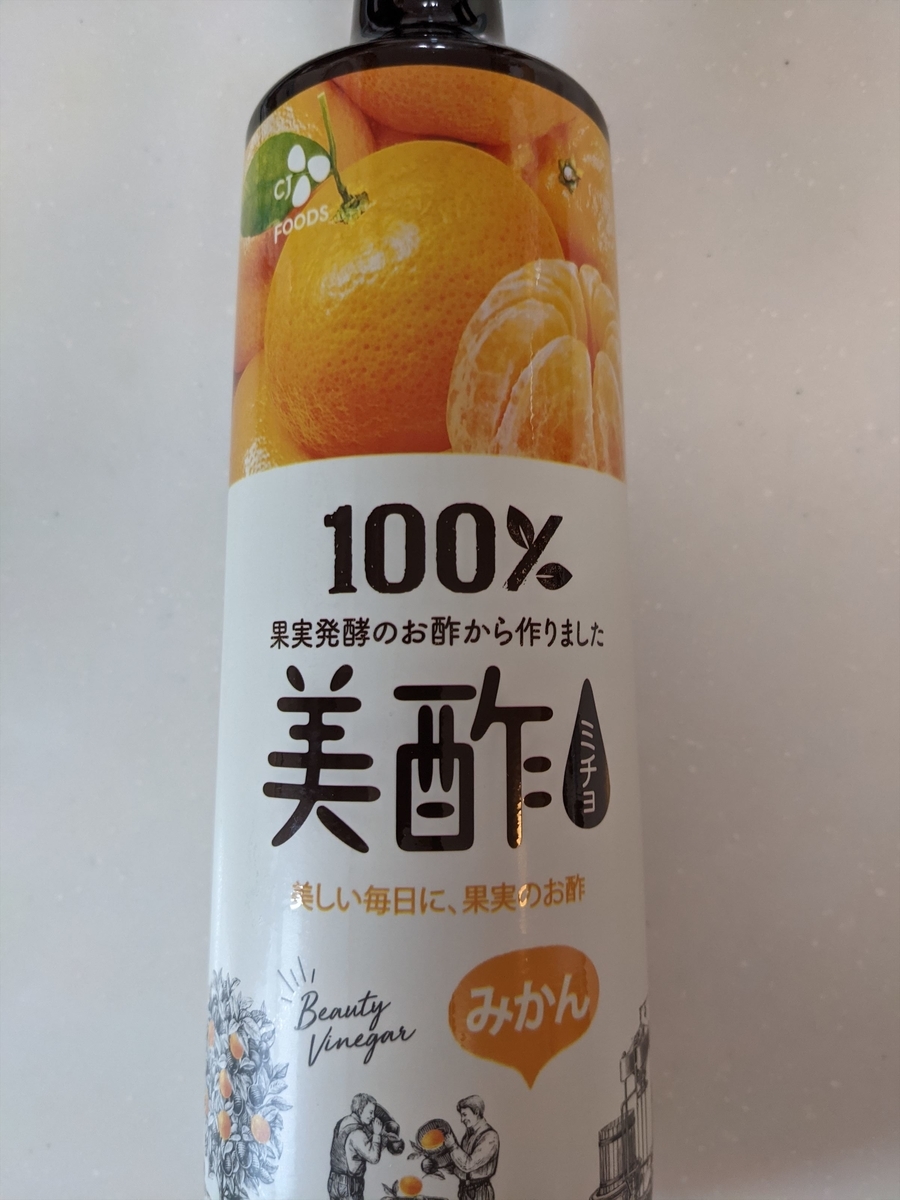 CJ
FOODS
100%
果実発酵のお酢から作りました
美酢
ミチョ
美しい毎日に、果実のお酢
Beauty
Vinegar
みかん